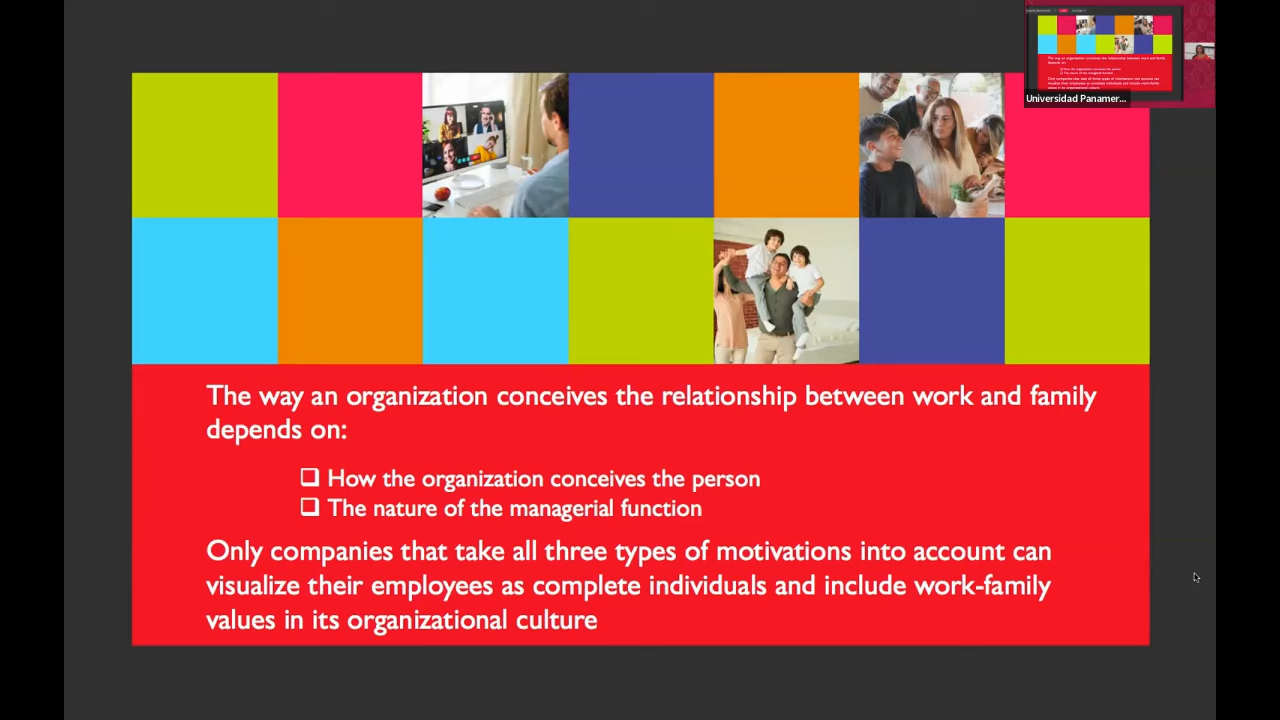 Universidad Panamer...
The way an organization conceives the relationship between work and family
depends on:
❑ How the organization conceives the person
❑ The nature of the managerial function
Only companies that take all three types of motivations into account can
visualize their employees as complete individuals and include work-family
values in its organizational culture